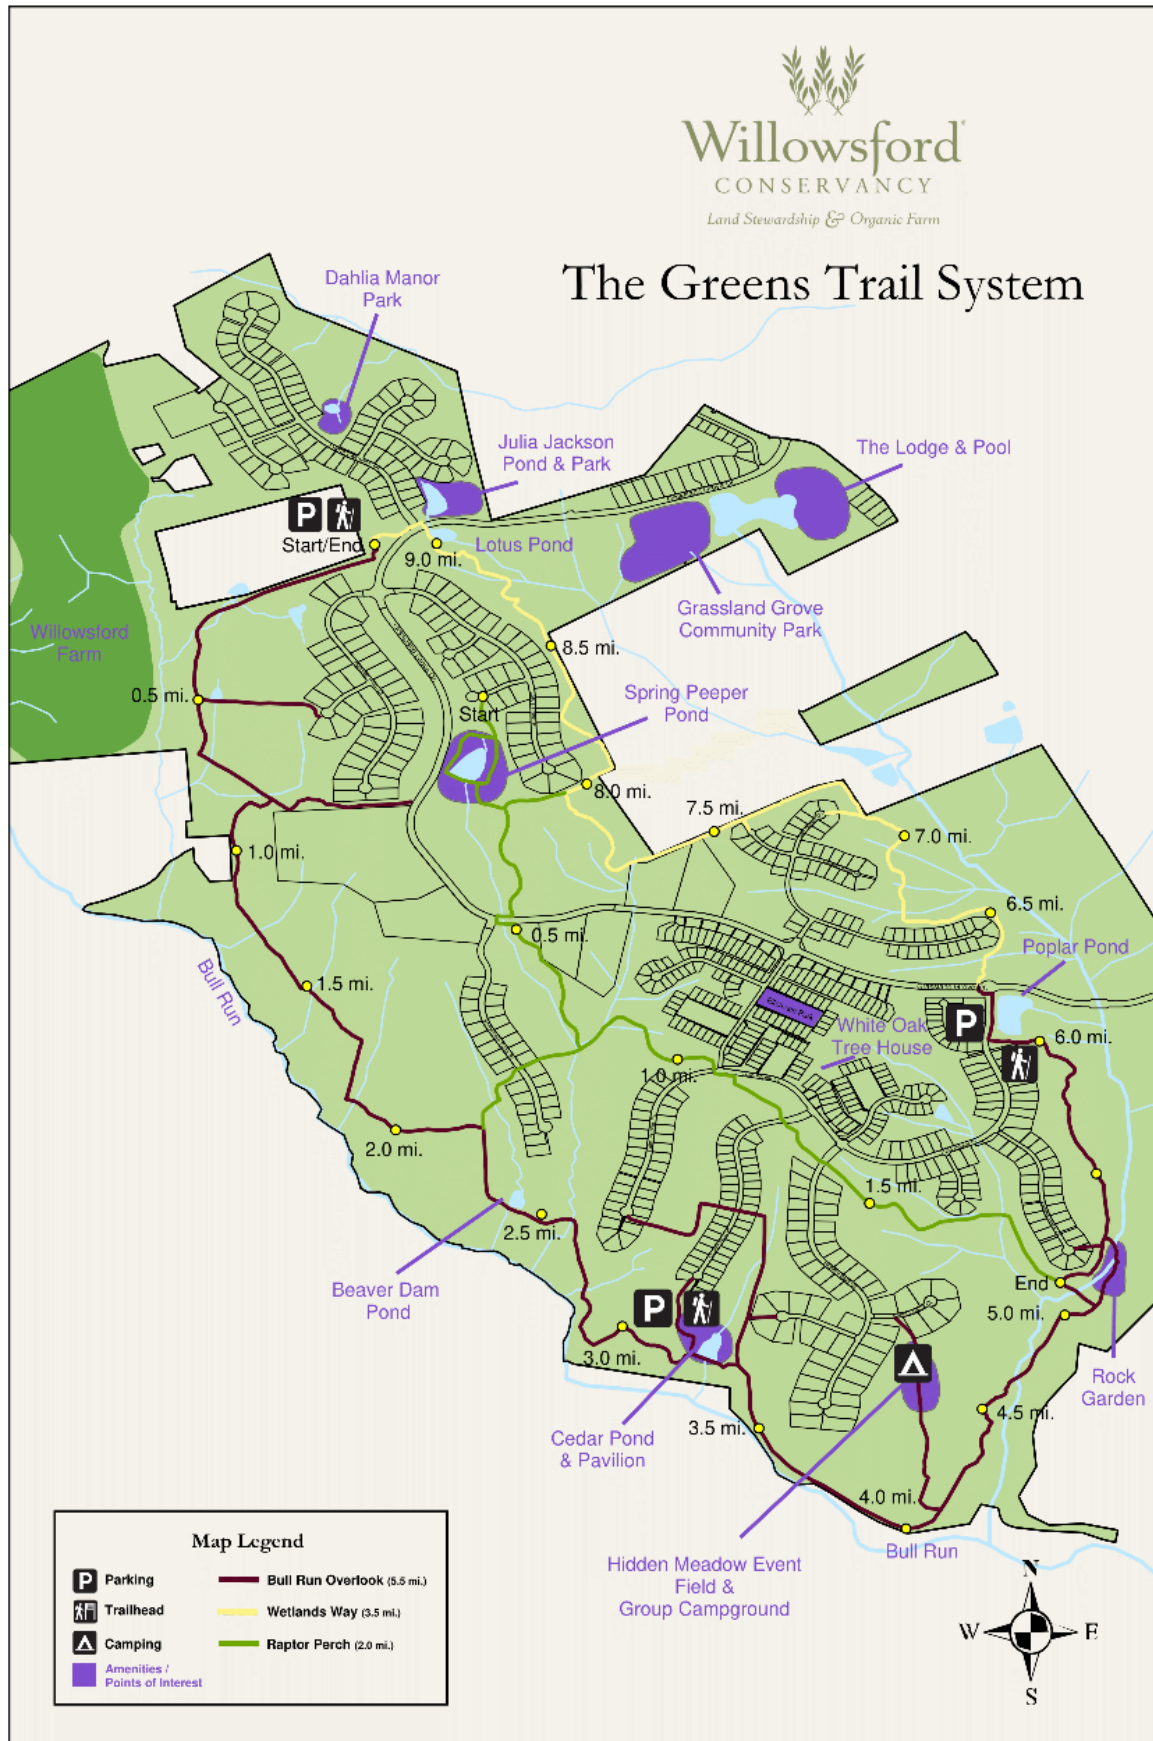 Willowsford
CONSERVANCY
Land Stewardship & Organic Farm
The Greens Trail System
Dahlia Manor
Park
Julia Jackson
Pond & Park
The Lodge & Pool
P
Start/End
9.0 mi.
Lotus Pond
Grassland Grove
Community Park
Willowsford
Farm
8.5 mi.
0.5 mi.
Start
Spring Peeper
Pond
8.0 mi.
7.5 mi.
7.0 mi.
1.0 mi.
6.5 mi.
0.5 mi.
Poplar Pond
Bull Run
1.5 mi.
P
White Oak
Tree House
6.0 mi.
1.0 mi.
2.0 mi.
1.5 mi.
2.5 mi.
Beaver Dam
Pond
End
5.0 mi.
P
3.0 mi.
Rock
Garden
4.5 mi.
3.5 mi.
Cedar Pond
& Pavilion
4.0 mi.
Bull Run
Hidden Meadow Event
Field &
Group Campground
Map Legend
P Parking
Trailhead
Camping
Amenities /
Points of Interest
Bull Run Overlook (5.5 mi.)
Wetlands Way (3.5 mi.)
Raptor Perch (2.0 mi.)
N
W E
S